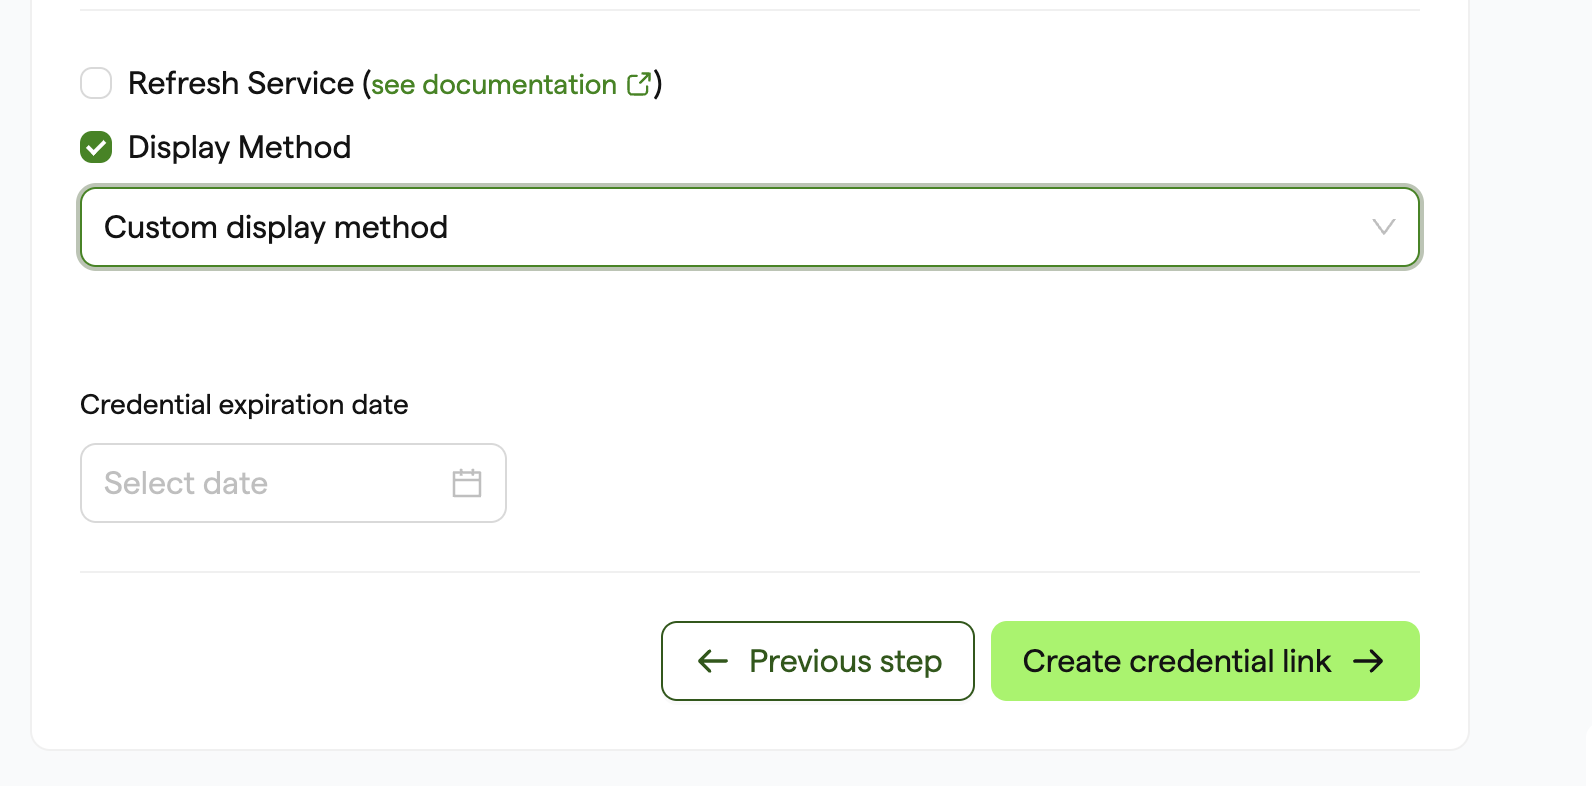 Refresh Service (see documentation)
Display Method
Custom display method
Credential expiration date
Select date
Previous step
Create credential link